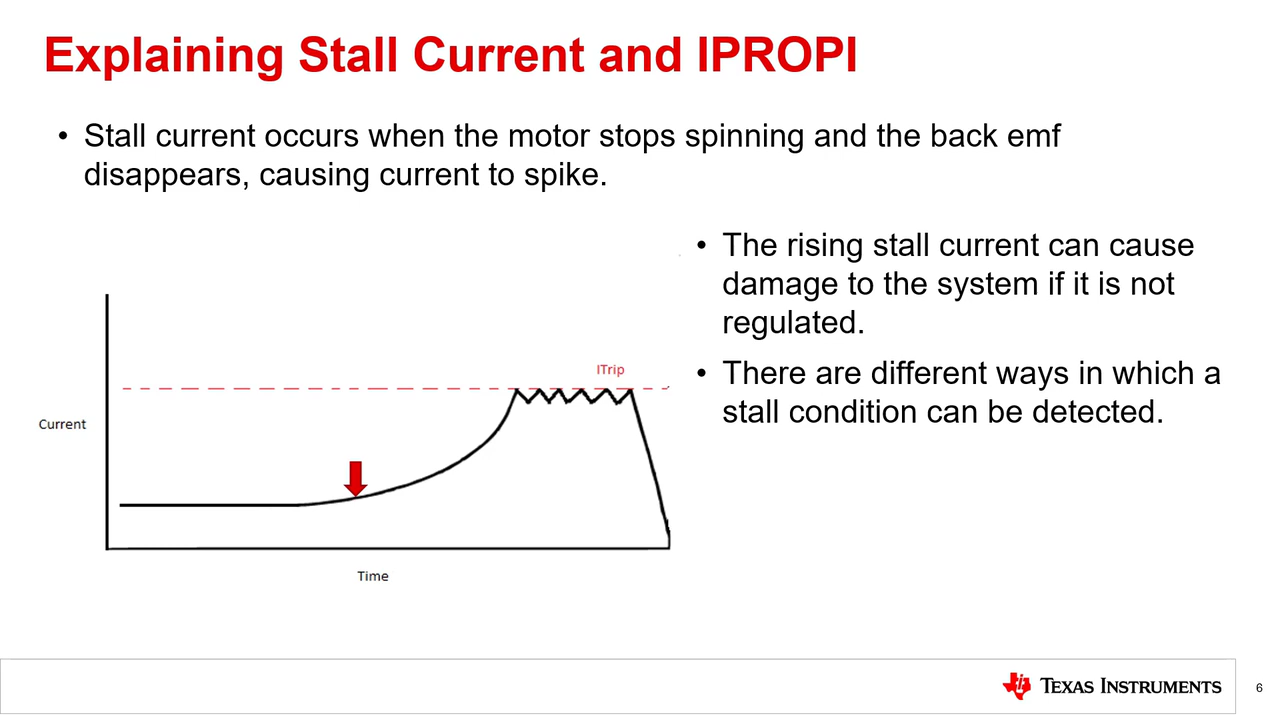 Explaining Stall Current and IPROPI
• Stall current occurs when the motor stops spinning and the back emf
disappears, causing current to spike.
• The rising stall current can cause
damage to the system if it is not
regulated.
• There are different ways in which a
stall condition can be detected.
ITrip
Current
Time
TEXAS INSTRUMENTS
6